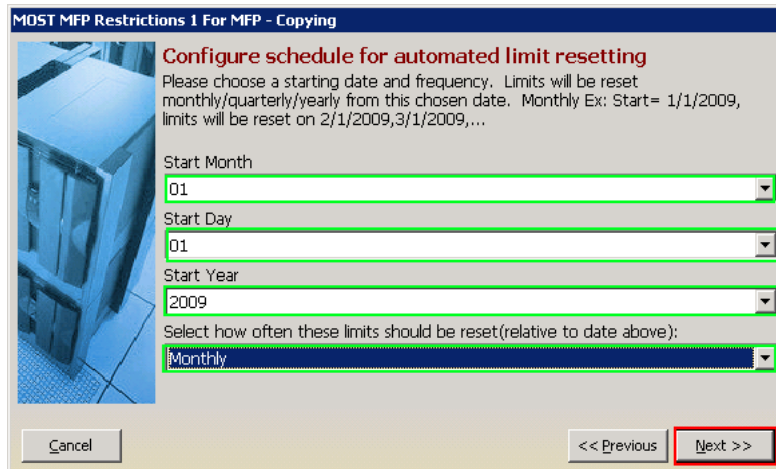 MOST MFP Restrictions 1 For MFP - Copying
Configure schedule for automated limit resetting
Please choose a starting date and frequency. Limits will be reset
monthly/quarterly/yearly from this chosen date. Monthly Ex: Start= 1/1/2009,
limits will be reset on 2/1/2009,3/1/2009,...
Start Month
01
Start Day
01
Start Year
2009
Select how often these limits should be reset(relative to date above):
Monthly
Cancel
<< Previous
Next >>